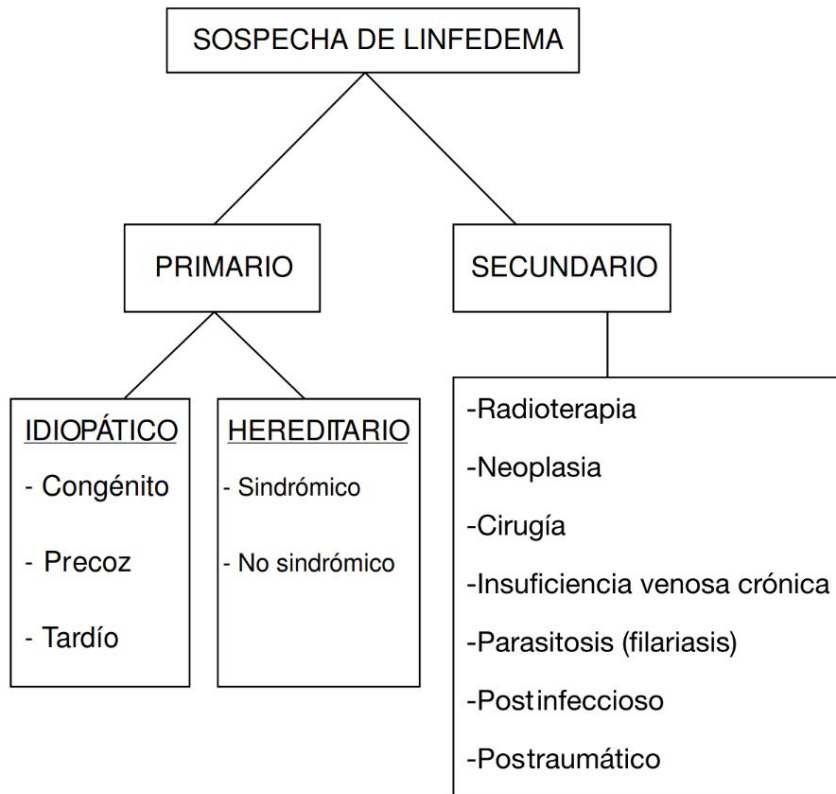 SOSPECHA DE LINFEDEMA
PRIMARIO
SECUNDARIO
IDIOPÁTICO
- Congénito
- Precoz
- Tardío
HEREDITARIO
- Sindrómico
- No sindrómico
-Radioterapia
-Neoplasia
-Cirugía
-Insuficiencia venosa crónica
-Parasitosis (filariasis)
-Postinfeccioso
-Postraumático